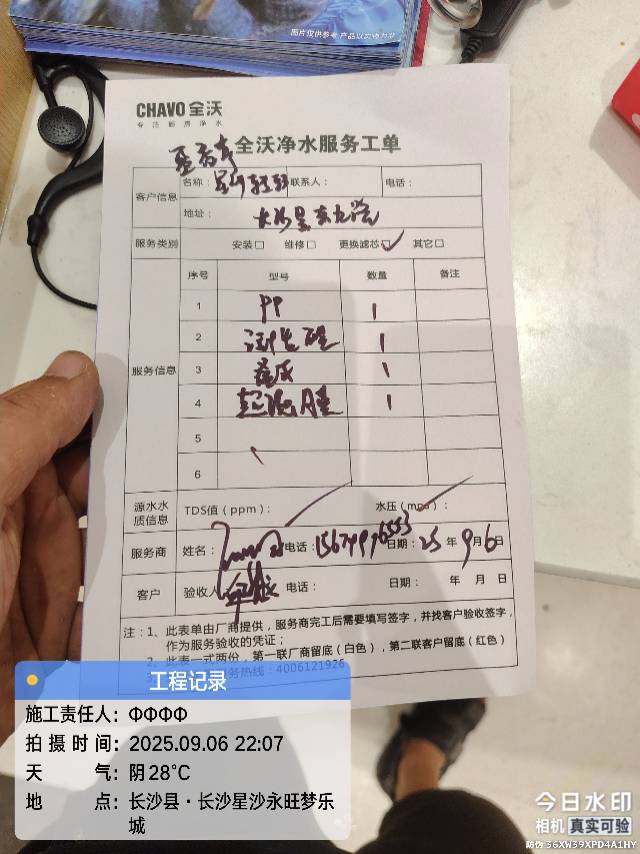 图片仅供参考 产品以实物为准
CHAVO 全沃
专注厨房净水
全沃净水服务工单
客户信息
名称：
联系人：
电话：
地址：
服务类别
安装□ 维修□ 更换滤芯□ 其它□
服务信息
序号 型号 数量 备注
1 PP 1
2 1
3 1
4 超滤膜 1
5
6
源水水质信息
TDS值（ppm）：
水压（mpa）：
服务商
姓名：
电话：
日期：25年9月6日
客户
验收人：
电话：
日期： 年 月 日
注：1、此表单由厂商提供，服务商完工后需要填写签字，并找客户验收签字，
作为服务验收的凭证；
2、此表一式两份，第一联厂商留底（白色），第二联客户留底（红色）
务热线：4006121926
工程记录
施工责任人：ΦΦΦΦ
拍摄时间：2025.09.06 22:07
天气：阴 28°C
地点：长沙县·长沙星沙永旺梦乐
城
今日水印
相机 真实可验
防伪 36XW39XPD4A1HY